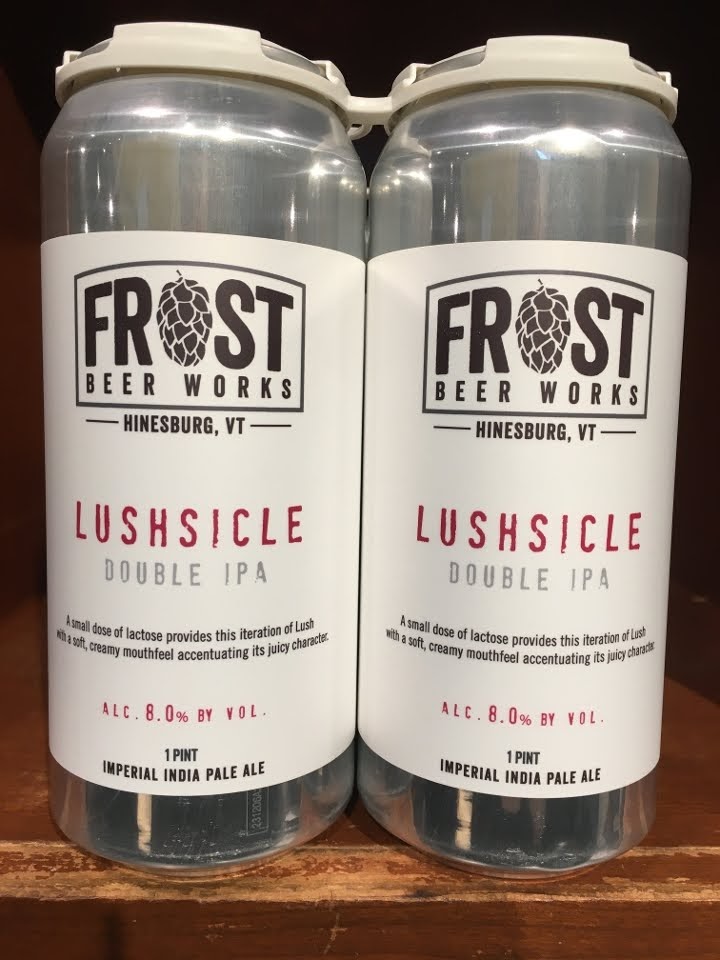 FROST
BEER WORKS
HINESBURG, VT
LUSHSICLE
DOUBLE IPA
A small dose of lactose provides this iteration of Lush
with a soft, creamy mouthfeel accentuating its juicy character.
ALC. 8.0% BY VOL.
1 PINT
IMPERIAL INDIA PALE ALE
FROST
BEER WORKS
HINESBURG, VT
LUSHSICLE
DOUBLE IPA
A small dose of lactose provides this iteration of Lush
with a soft, creamy mouthfeel accentuating its juicy character.
ALC. 8.0% BY VOL.
1 PINT
IMPERIAL INDIA PALE ALE